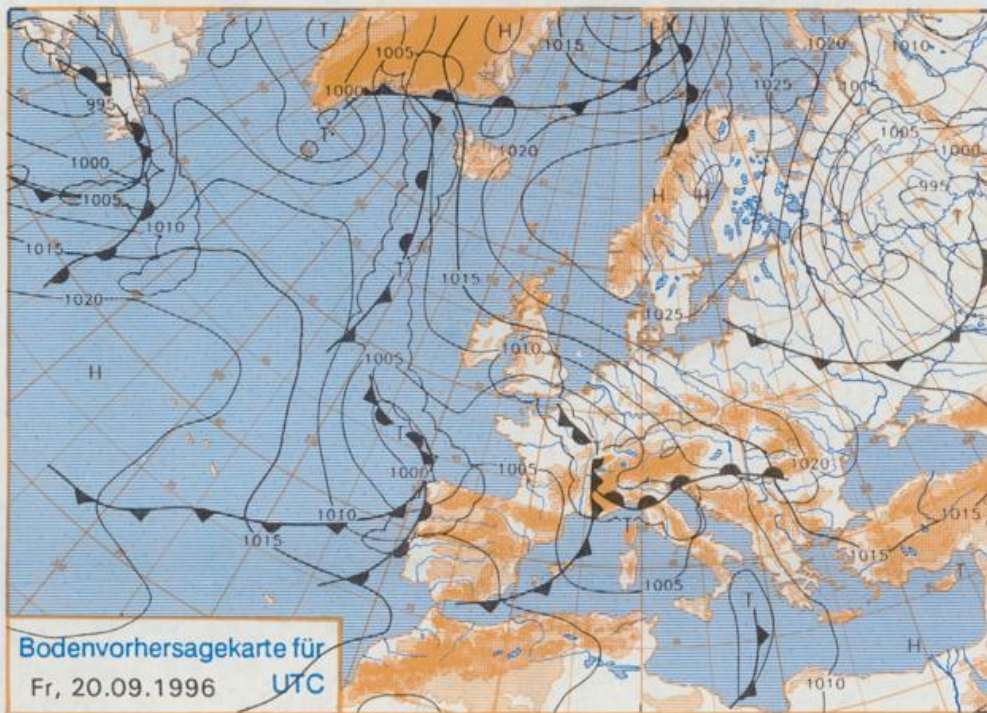 T 1005 H 1015 1020 1010
T 995 1000 1025 1015
T 1005 1000
1000 1020 995
1005 H H
1010
1015 T 1015
1020 1025
1005 1010
H
T
1000 1005 1020
1010 1015
1015 T 1015
1005 T T
H
1010
Bodenvorhersagekarte für
Fr, 20.09.1996 UTC